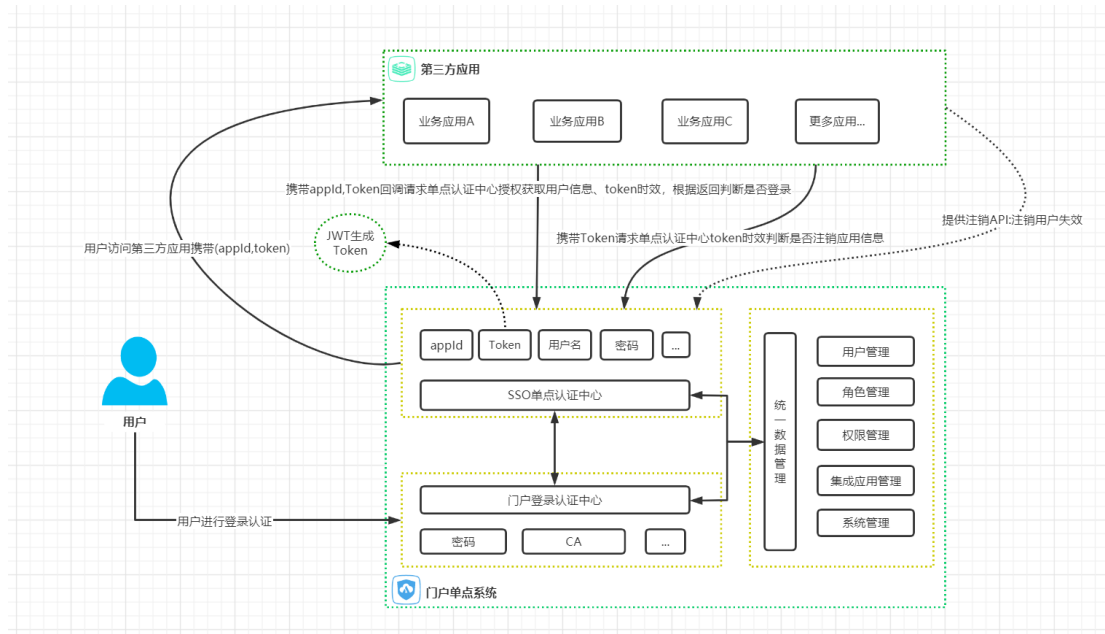 第三方应用
业务应用A
业务应用B
业务应用C
更多应用...
携带appId,Token回调请求单点认证中心授权获取用户信息、token时效，根据返回判断是否登录
提供注销API:注销用户失效
JWT生成
Token
携带Token请求单点认证中心token时效判断是否注销应用信息
用户访问第三方应用携带(appId,token)
appId
Token
用户名
密码
...
SSO单点认证中心
用户
统一数据管理
用户管理
角色管理
权限管理
集成应用管理
系统管理
门户登录认证中心
用户进行登录认证
密码
CA
...
门户单点系统